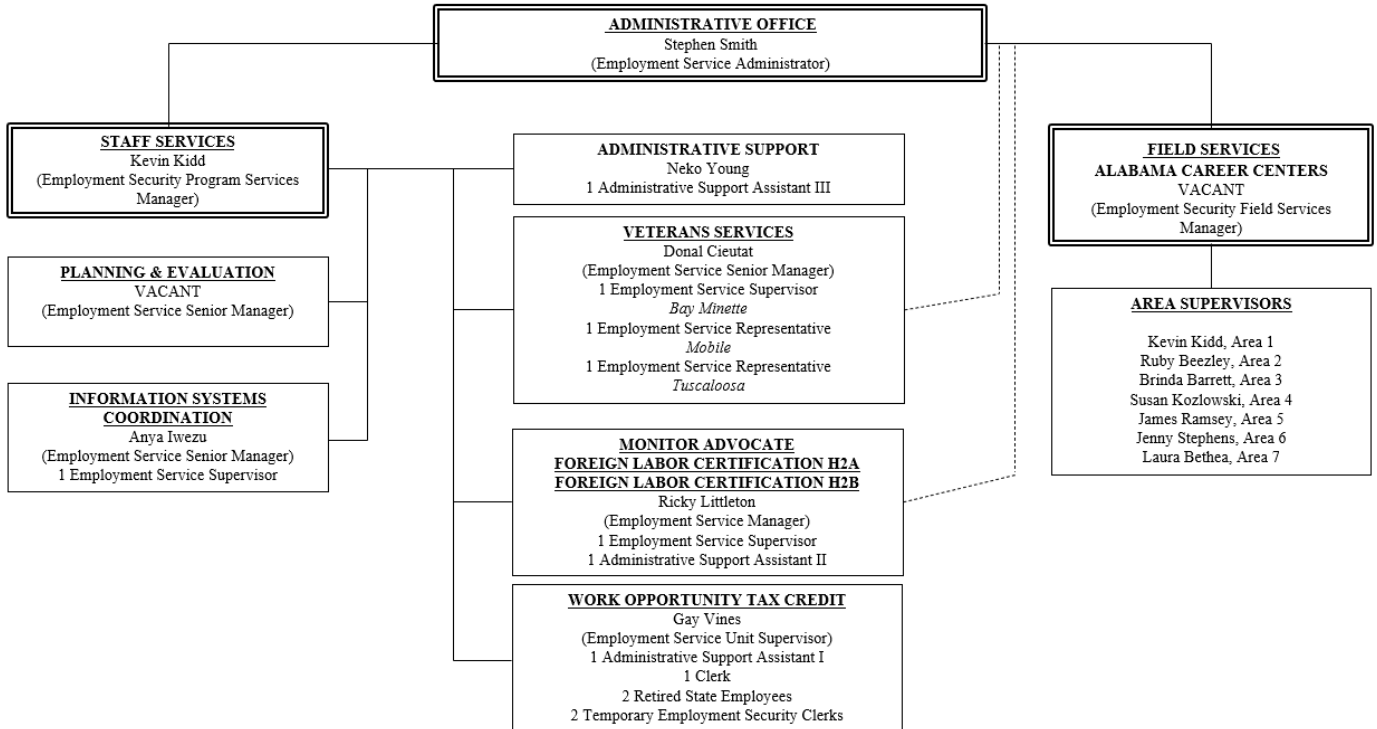 ADMINISTRATIVE OFFICE
Stephen Smith
(Employment Service Administrator)
STAFF SERVICES
Kevin Kidd
(Employment Security Program Services
Manager)
PLANNING & EVALUATION
VACANT
(Employment Service Senior Manager)
INFORMATION SYSTEMS
COORDINATION
Anya Iwezu
(Employment Service Senior Manager)
1 Employment Service Supervisor
ADMINISTRATIVE SUPPORT
Neko Young
1 Administrative Support Assistant III
VETERANS SERVICES
Donal Cieutat
(Employment Service Senior Manager)
1 Employment Service Supervisor
Bay Minette
1 Employment Service Representative
Mobile
1 Employment Service Representative
Tuscaloosa
MONITOR ADVOCATE
FOREIGN LABOR CERTIFICATION H2A
FOREIGN LABOR CERTIFICATION H2B
Ricky Littleton
(Employment Service Manager)
1 Employment Service Supervisor
1 Administrative Support Assistant II
WORK OPPORTUNITY TAX CREDIT
Gay Vines
(Employment Service Unit Supervisor)
1 Administrative Support Assistant I
1 Clerk
2 Retired State Employees
2 Temporary Employment Security Clerks
FIELD SERVICES
ALABAMA CAREER CENTERS
VACANT
(Employment Security Field Services
Manager)
AREA SUPERVISORS
Kevin Kidd, Area 1
Ruby Beezley, Area 2
Brinda Barrett, Area 3
Susan Kozlowski, Area 4
James Ramsey, Area 5
Jenny Stephens, Area 6
Laura Bethea, Area 7